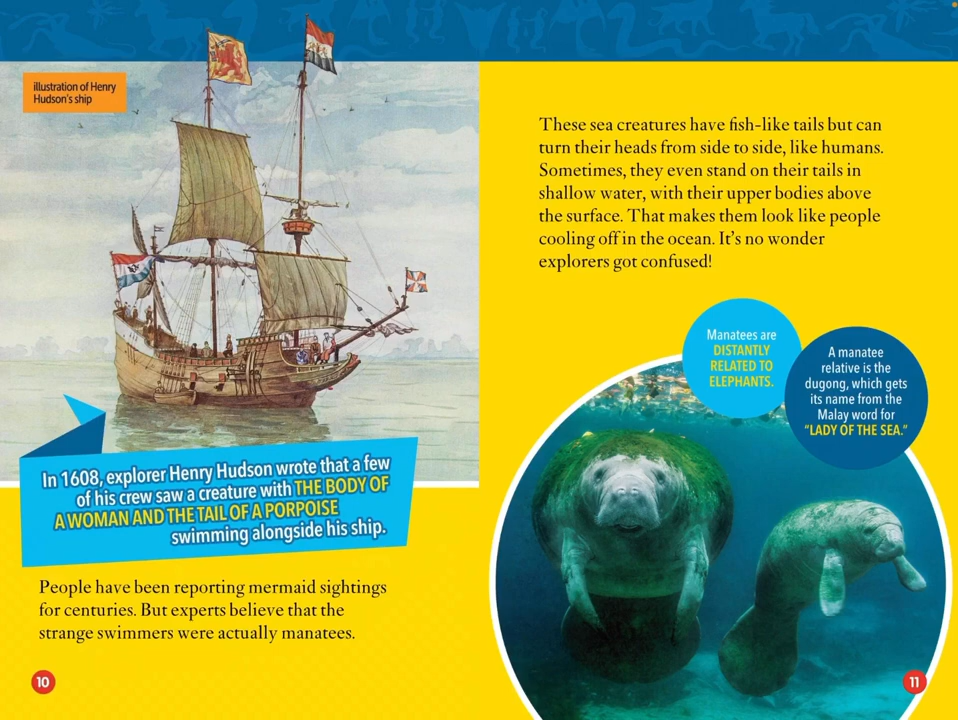 illustration of Henry
Hudson's ship
In 1608, explorer Henry Hudson wrote that a few
of his crew saw a creature with THE BODY OF
A WOMAN AND THE TAIL OF A PORPOISE
swimming alongside his ship.
People have been reporting mermaid sightings
for centuries. But experts believe that the
strange swimmers were actually manatees.
10
These sea creatures have fish-like tails but can
turn their heads from side to side, like humans.
Sometimes, they even stand on their tails in
shallow water, with their upper bodies above
the surface. That makes them look like people
cooling off in the ocean. It's no wonder
explorers got confused!
Manatees are
DISTANTLY
RELATED TO
ELEPHANTS.
A manatee
relative is the
dugong, which gets
its name from the
Malay word for
"LADY OF THE SEA."
11